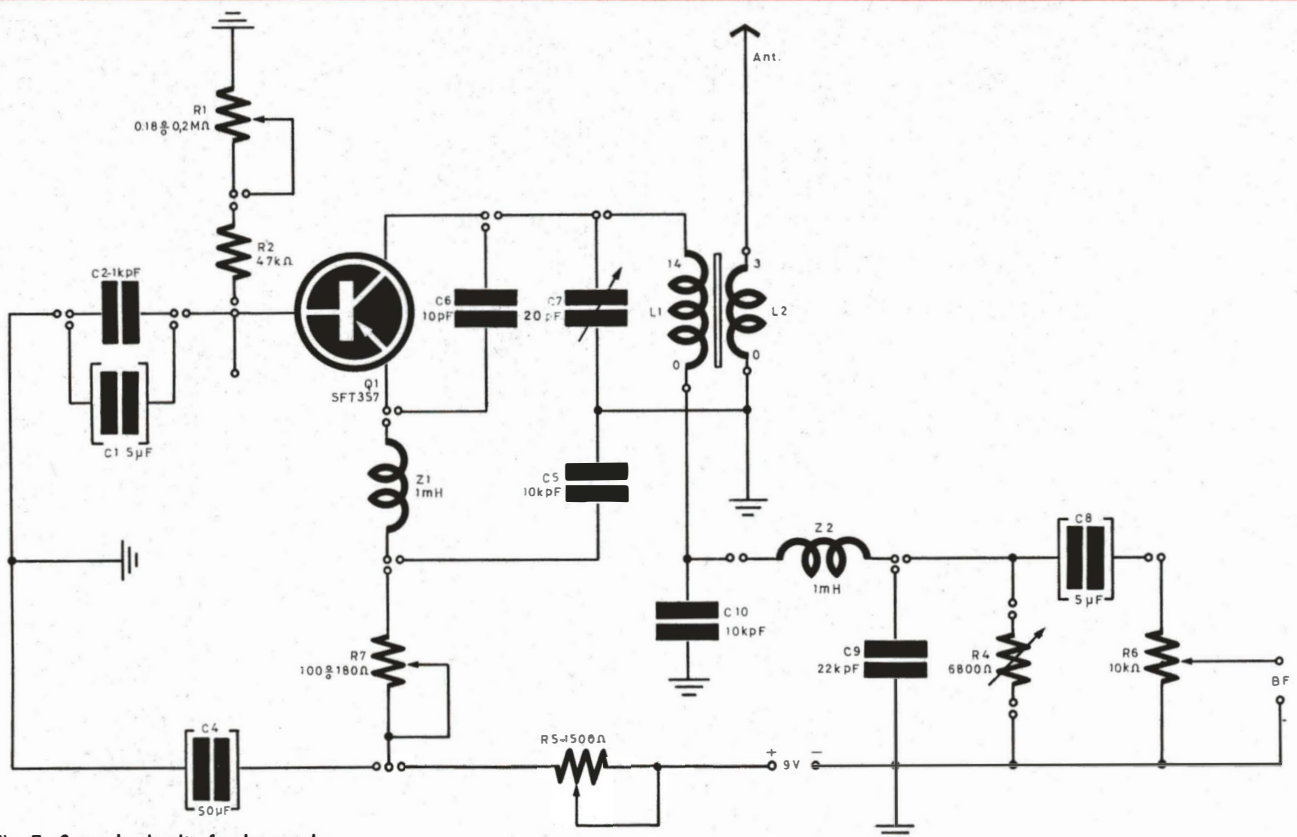 Ant.
R1
0.18 ÷ 0,2MΩ
R2
47kΩ
C2-1kpF
C1 5µF
Q1
SFT357
C6
10pF
C7
20 pF
14
0
L1
3
0
L2
Z1
1mH
C5
10kpF
Z2
1mH
C8
5µF
C10
10kpF
C9
22kpF
R4
6800Ω
R6
10kΩ
BF
-
R7
100 ÷ 180Ω
C4
50µF
R5-1500Ω
+ 9V −